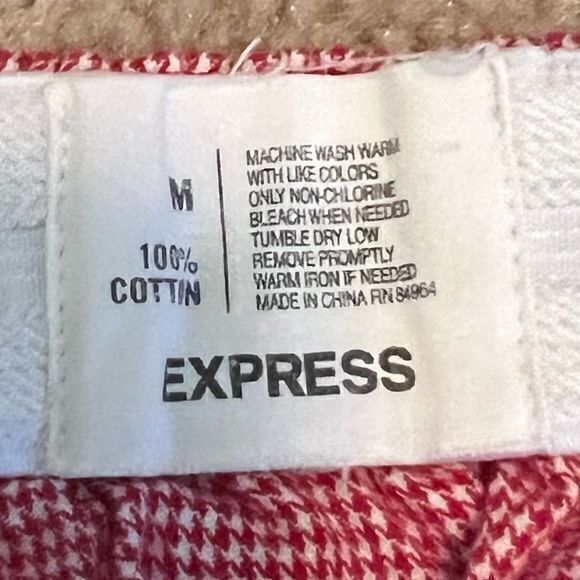 M
100%
COTTIN
MACHINE WASH WARM
WITH LIKE COLORS
ONLY NON-CHLORINE
BLEACH WHEN NEEDED
TUMBLE DRY LOW
REMOVE PROMPTLY
WARM IRON IF NEEDED
MADE IN CHINA RN 84964
EXPRESS